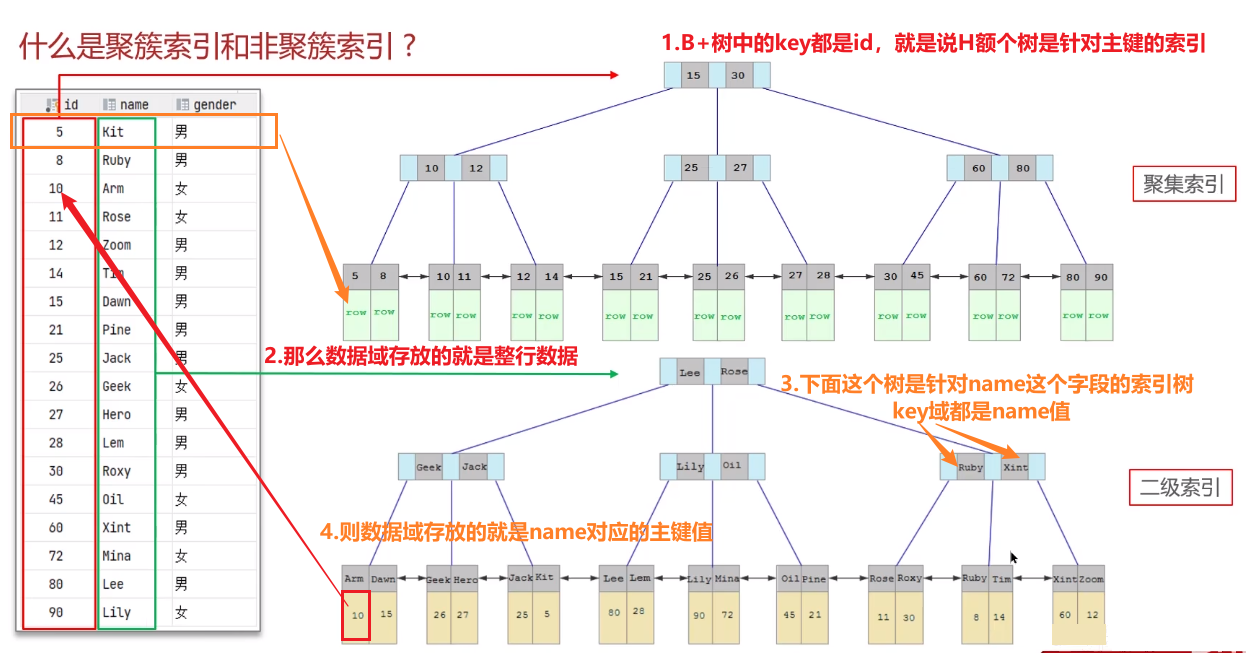 什么是聚簇索引和非聚簇索引？
1.B+树中的key都是id，就是说H额个树是针对主键的索引
id name gender
5 Kit 男
8 Ruby 男
10 Arm 女
11 Rose 女
12 Zoom 男
14 Tim 男
15 Dawn 男
21 Pine 男
25 Jack 男
26 Geek 女
27 Hero 男
28 Lem 男
30 Roxy 男
45 Oil 女
60 Xint 男
72 Mina 女
80 Lee 男
90 Lily 女
15 30
10 12 25 27 60 80
聚集索引
5 8 10 11 12 14 15 21 25 26 27 28 30 45 60 72 80 90
row row row row row row row row row row row row row row row row row row
2.那么数据域存放的就是整行数据
Lee Rose
3.下面这个树是针对name这个字段的索引树
key域都是name值
Geek Jack Lily Oil Ruby Xint
二级索引
4.则数据域存放的就是name对应的主键值
Arm Dawn Geek Hero Jack Kit Lee Lem Lily Mina Oil Pine Rose Roxy Ruby Tim Xint Zoom
10 15 26 27 25 5 80 28 90 72 45 21 11 30 8 14 60 12